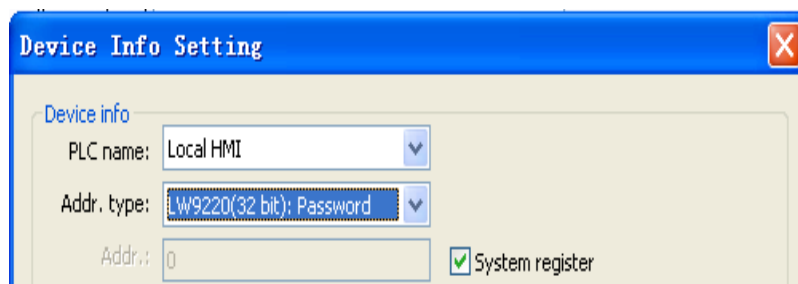 Device Info Setting
Device info
PLC name: Local HMI
Addr. type: LW9220(32 bit): Password
Addr.: 0 System register